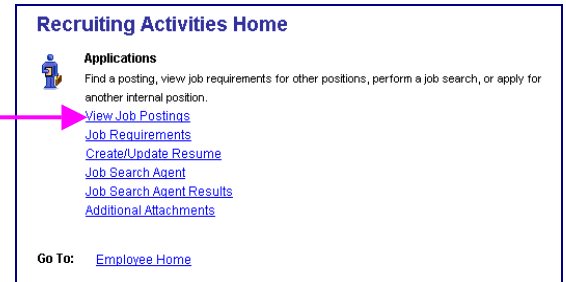 Recruiting Activities Home
Applications
Find a posting, view job requirements for other positions, perform a job search, or apply for
another internal position.
View Job Postings
Job Requirements
Create/Update Resume
Job Search Agent
Job Search Agent Results
Additional Attachments
Go To: Employee Home